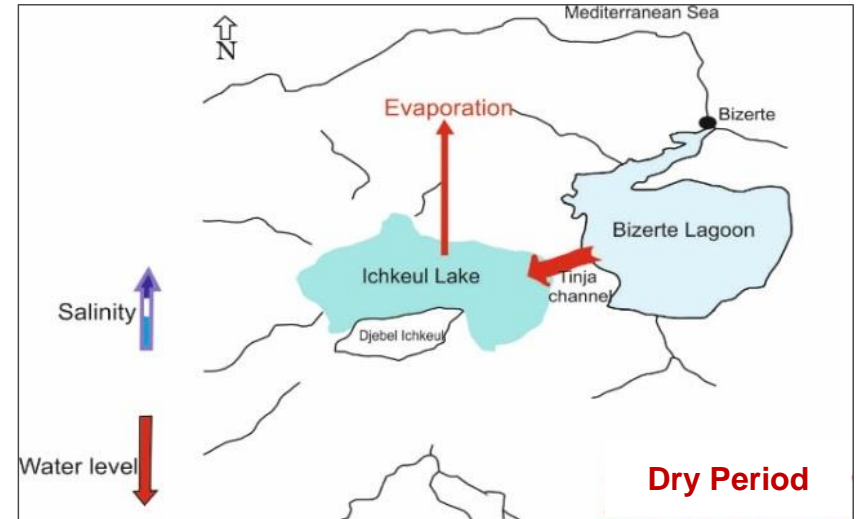 Mediterranean Sea
N
Evaporation
Bizerte
Bizerte Lagoon
Ichkeul Lake
Tinja
channel
Salinity
Djebel Ichkeul
Water level
Dry Period